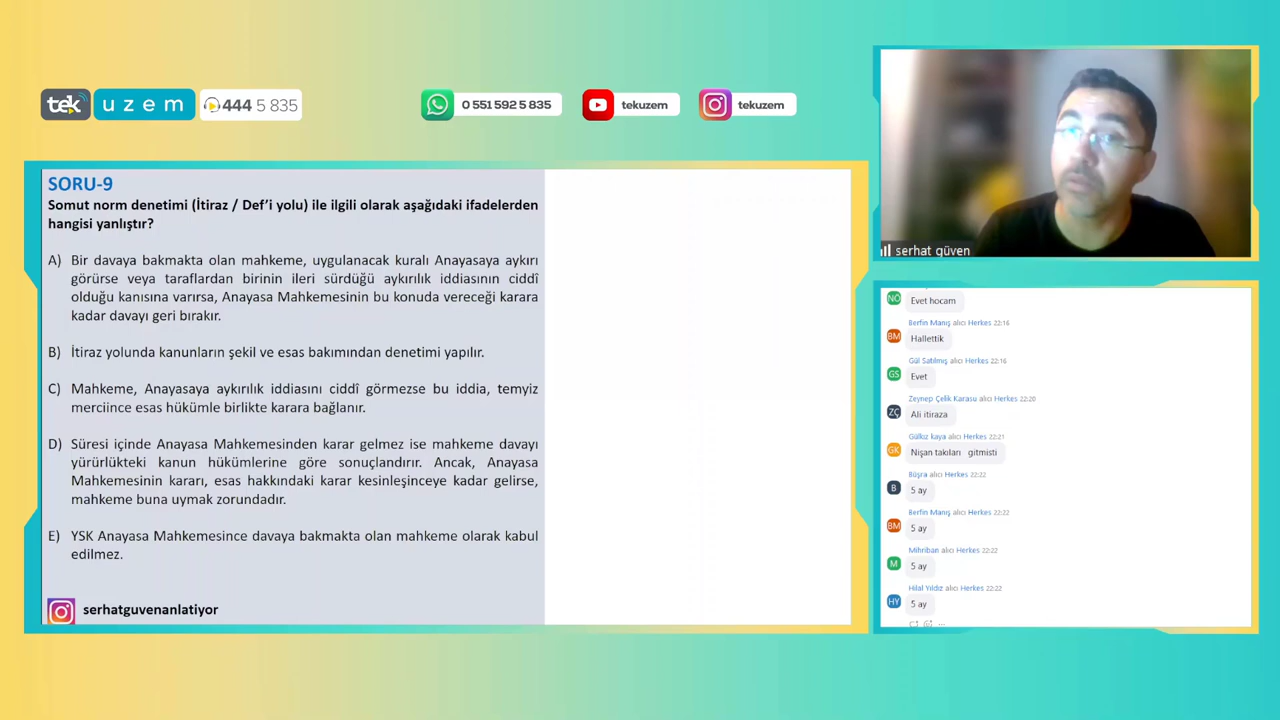 tek uzem 444 5 835
0 551 592 5 835
tekuzem
tekuzem
SORU-9
Somut norm denetimi (İtiraz / Def’i yolu) ile ilgili olarak aşağıdaki ifadelerden
hangisi yanlıştır?
A) Bir davaya bakmakta olan mahkeme, uygulanacak kuralı Anayasaya aykırı
görürse veya taraflardan birinin ileri sürdüğü aykırılık iddiasının ciddî
olduğu kanısına varırsa, Anayasa Mahkemesinin bu konuda vereceği karara
kadar davayı geri bırakır.
B) İtiraz yolunda kanunların şekil ve esas bakımından denetimi yapılır.
C) Mahkeme, Anayasaya aykırılık iddiasını ciddî görmezse bu iddia, temyiz
merciince esas hükümle birlikte karara bağlanır.
D) Süresi içinde Anayasa Mahkemesinden karar gelmez ise mahkeme davayı
yürürlükteki kanun hükümlerine göre sonuçlandırır. Ancak, Anayasa
Mahkemesinin kararı, esas hakkındaki karar kesinleşinceye kadar gelirse,
mahkeme buna uymak zorundadır.
E) YSK Anayasa Mahkemesince davaya bakmakta olan mahkeme olarak kabul
edilmez.
serhatguvenanlatiyor
serhat güven
NO Evet hocam
Berfin Manış alıcı Herkes 22:16
BM Hallettik
Gül Satılmış alıcı Herkes 22:16
GS Evet
Zeynep Çelik Karasu alıcı Herkes 22:20
ZÇ Ali itiraza
Gülkız kaya alıcı Herkes 22:21
GK Nişan takıları gitmisti
Büşra alıcı Herkes 22:22
B 5 ay
Berfin Manış alıcı Herkes 22:22
BM 5 ay
Mihriban alıcı Herkes 22:22
M 5 ay
Hilal Yıldız alıcı Herkes 22:22
HY 5 ay